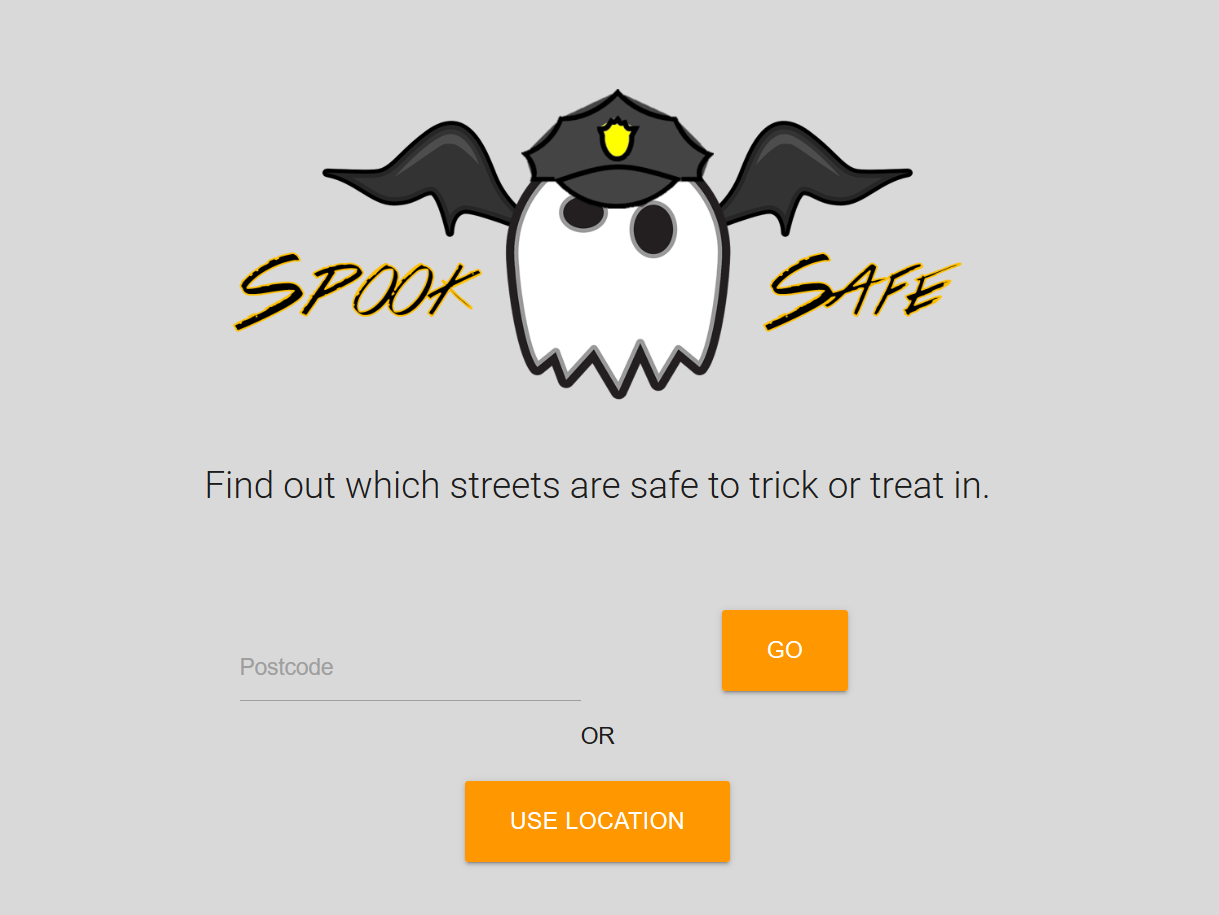 SPOOK SAFE
Find out which streets are safe to trick or treat in.
Postcode
GO
OR
USE LOCATION